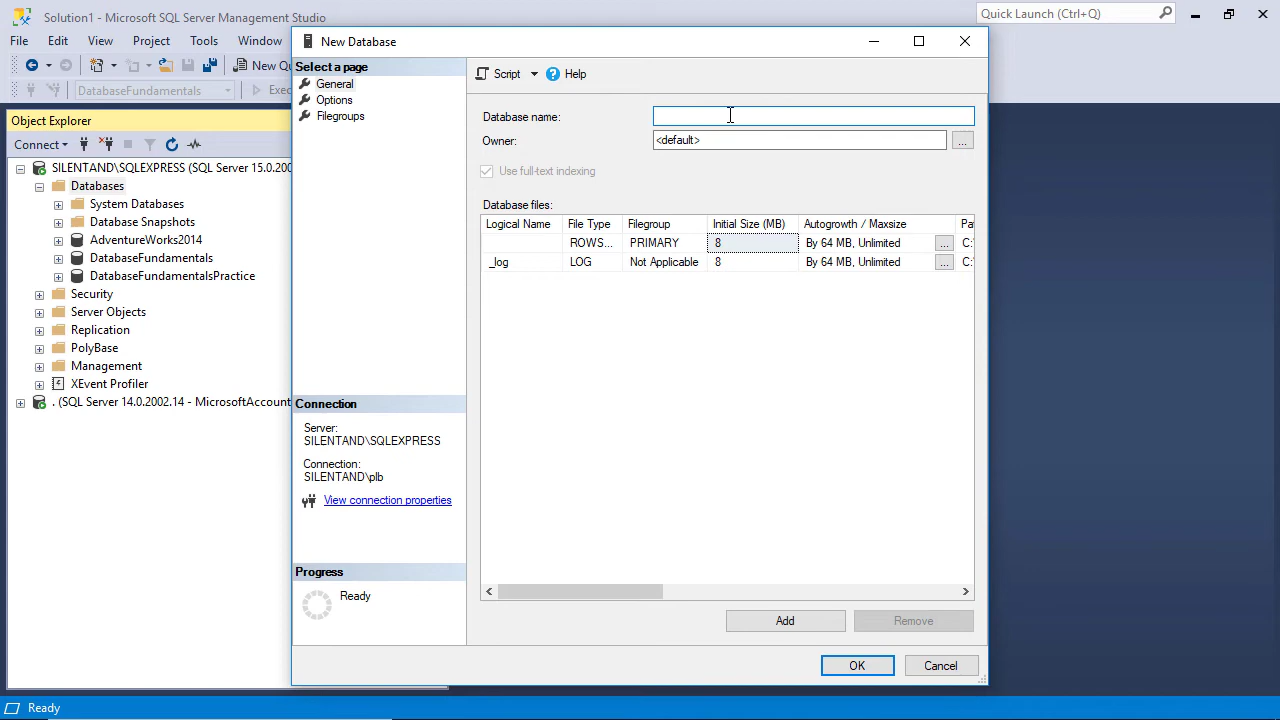 Solution1 - Microsoft SQL Server Management Studio
Quick Launch (Ctrl+Q)
File Edit View Project Tools Window
New Qu
DatabaseFundamentals Exec
Object Explorer
Connect
SILENTAND\SQLEXPRESS (SQL Server 15.0.200
Databases
System Databases
Database Snapshots
AdventureWorks2014
DatabaseFundamentals
DatabaseFundamentalsPractice
Security
Server Objects
Replication
PolyBase
Management
XEvent Profiler
. (SQL Server 14.0.2002.14 - MicrosoftAccount
New Database
Select a page
General
Options
Filegroups
Connection
Server:
SILENTAND\SQLEXPRESS
Connection:
SILENTAND\plb
View connection properties
Progress
Ready
Script Help
Database name:
Owner: <default> ...
Use full-text indexing
Database files:
Logical Name File Type Filegroup Initial Size (MB) Autogrowth / Maxsize Pa
ROWS... PRIMARY 8 By 64 MB, Unlimited ... C:
_log LOG Not Applicable 8 By 64 MB, Unlimited ... C:
Add Remove
OK Cancel
Ready